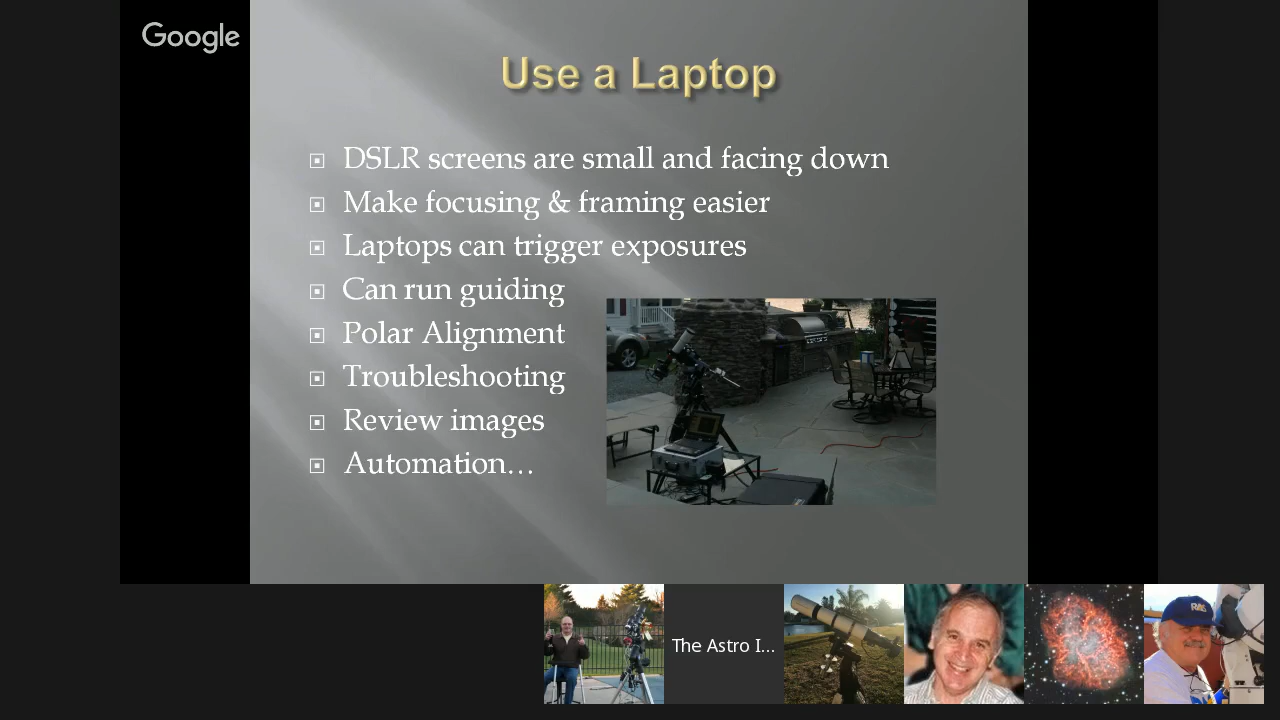 Google
Use a Laptop
DSLR screens are small and facing down
Make focusing & framing easier
Laptops can trigger exposures
Can run guiding
Polar Alignment
Troubleshooting
Review images
Automation…
The Astro I...